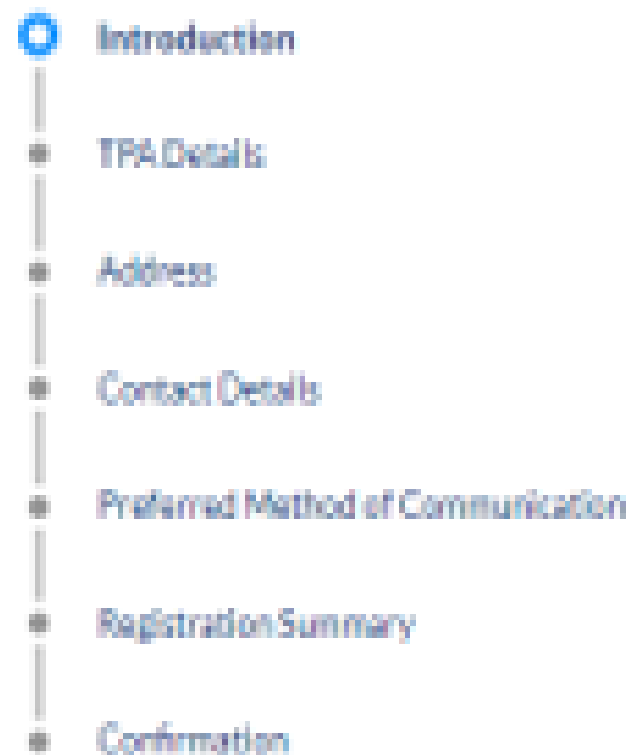 Introduction
TPA Details
Address
Contact Details
Preferred Method of Communication
Registration Summary
Confirmation